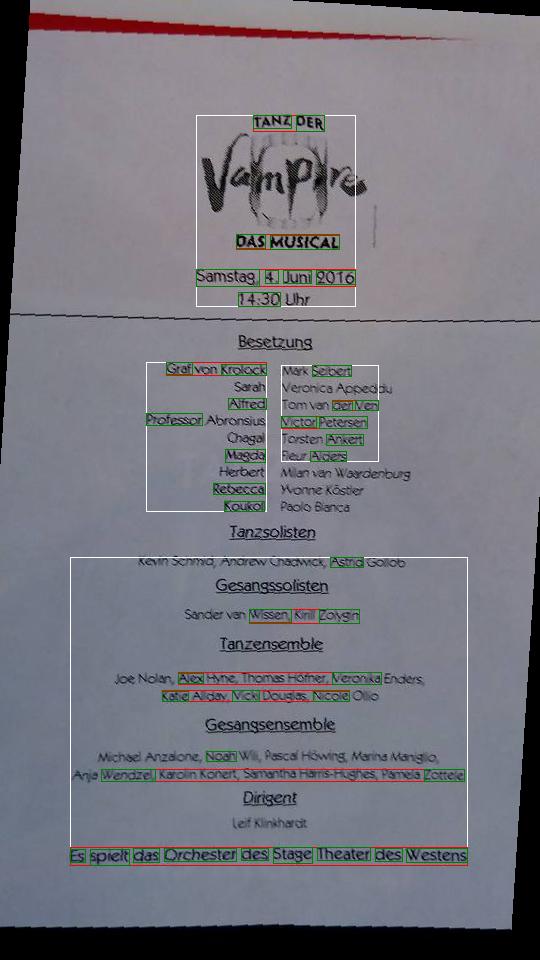 TANZ DER
Vampire
DAS MUSICAL
Samstag, 4. Juni 2016
14:30 Uhr
Besetzung
Graf von Krolock Mark Seibert
Sarah Veronica Appeddu
Alfred Tom van der Ven
Professor Abronsius Victor Petersen
Chagal Torsten Ankert
Magda Fleur Alders
Herbert Milan van Waardenburg
Rebecca Yvonne Köstler
Koukol Paolo Bianca
Tanzsolisten
Kevin Schmid, Andrew Chadwick, Astrid Gollob
Gesangssolisten
Sander van Wissen, Kirill Zolygin
Tanzensemble
Joe Nolan, Alex Hyne, Thomas Höfner, Veronika Enders,
Katie Allday, Vicki Douglas, Nicole Ollio
Gesangsensemble
Michael Anzalone, Noah Wili, Pascal Höwing, Marina Maniglio,
Anja Wendzel, Karolin Konert, Samantha Harris-Hughes, Pamela Zottele
Dirigent
Leif Klinkhardt
Es spielt das Orchester des Stage Theater des Westens